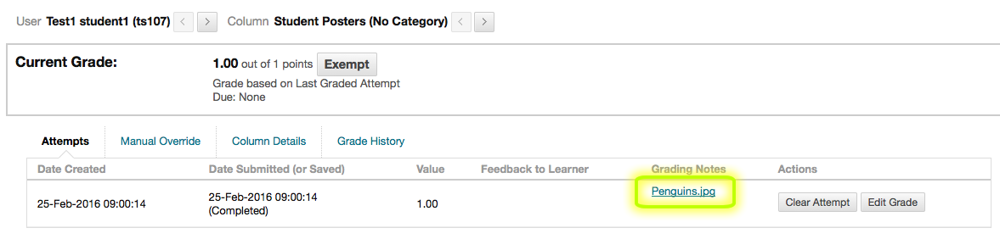 User Test1 student1 (ts107) < > Column Student Posters (No Category) < >
Current Grade: 1.00 out of 1 points Exempt
Grade based on Last Graded Attempt
Due: None
Attempts Manual Override Column Details Grade History
Date Created Date Submitted (or Saved) Value Feedback to Learner Grading Notes Actions
25-Feb-2016 09:00:14 25-Feb-2016 09:00:14 1.00 Penguins.jpg Clear Attempt Edit Grade
(Completed)